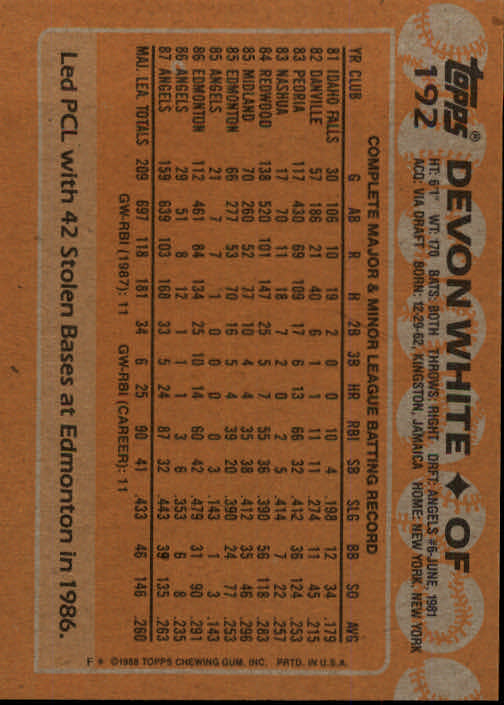 topps®
192
DEVON WHITE ✦ OF
HT: 6'1" WT: 170 BATS: BOTH THROWS: RIGHT DRFT: ANGELS #6-JUNE, 1981
ACQ: VIA DRAFT BORN: 12-29-62, KINGSTON, JAMAICA HOME: NEW YORK, NEW YORK
COMPLETE MAJOR & MINOR LEAGUE BATTING RECORD
YR CLUB G AB R H 2B 3B HR RBI SB SLG BB SO AVG
81 IDAHO FALLS 30 106 10 19 2 0 0 10 4 .198 12 34 .179
82 DANVILLE 57 186 21 40 6 1 1 11 11 .274 11 45 .215
83 PEORIA 117 430 69 109 17 6 13 66 32 .412 36 124 .253
83 NASHUA 17 70 11 18 7 2 0 2 5 .414 7 22 .257
84 REDWOOD 138 520 101 147 25 5 7 55 36 .390 56 118 .283
85 MIDLAND 70 260 52 77 10 4 4 35 38 .412 35 46 .296
85 EDMONTON 66 277 53 70 16 5 4 39 20 .390 24 77 .253
85 ANGELS 21 7 7 1 0 0 0 0 3 .143 1 3 .143
86 EDMONTON 112 461 84 134 25 10 14 60 42 .479 31 90 .291
86 ANGELS 29 51 8 12 1 1 1 3 6 .353 6 8 .235
87 ANGELS 159 639 103 168 33 5 24 87 32 .443 39 135 .263
MAJ. LEA. TOTALS 209 697 118 181 34 6 25 90 41 .433 46 146 .260
GW-RBI (1987): 11 GW-RBI (CAREER): 11
Led PCL with 42 Stolen Bases at Edmonton in 1986.
F * ©1988 TOPPS CHEWING GUM, INC. PRTD. IN U.S.A.